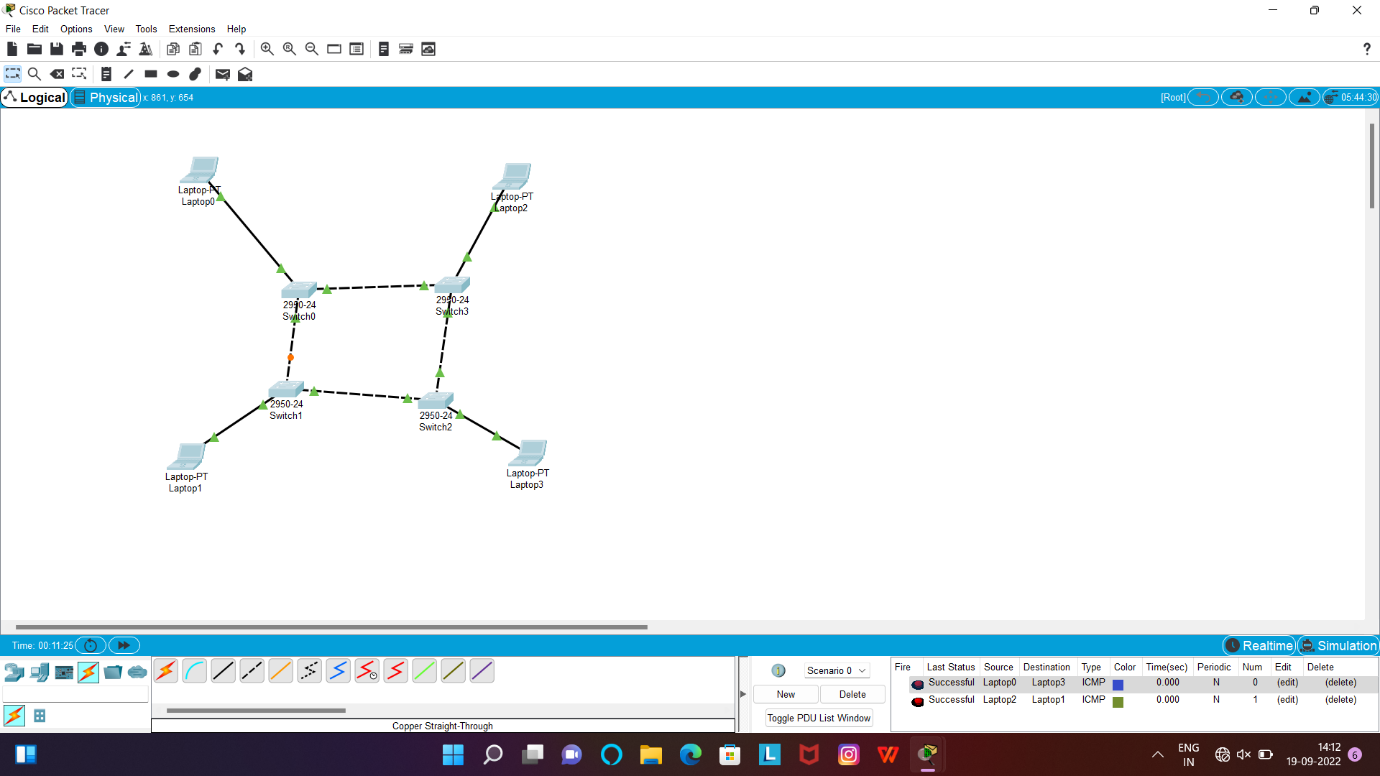 Cisco Packet Tracer
File Edit Options View Tools Extensions Help
?
Logical Physical x: 861, y: 654 [Root] 05:44:30
Laptop-PT
Laptop0
Laptop-PT
Laptop2
2950-24
Switch0
2950-24
Switch3
2950-24
Switch1
2950-24
Switch2
Laptop-PT
Laptop1
Laptop-PT
Laptop3
Time: 00:11:25 Realtime Simulation
Scenario 0
New Delete
Toggle PDU List Window
Copper Straight-Through
Fire Last Status Source Destination Type Color Time(sec) Periodic Num Edit Delete
Successful Laptop0 Laptop3 ICMP 0.000 N 0 (edit) (delete)
Successful Laptop2 Laptop1 ICMP 0.000 N 1 (edit) (delete)
L W
ENG
IN
14:12
19-09-2022
6